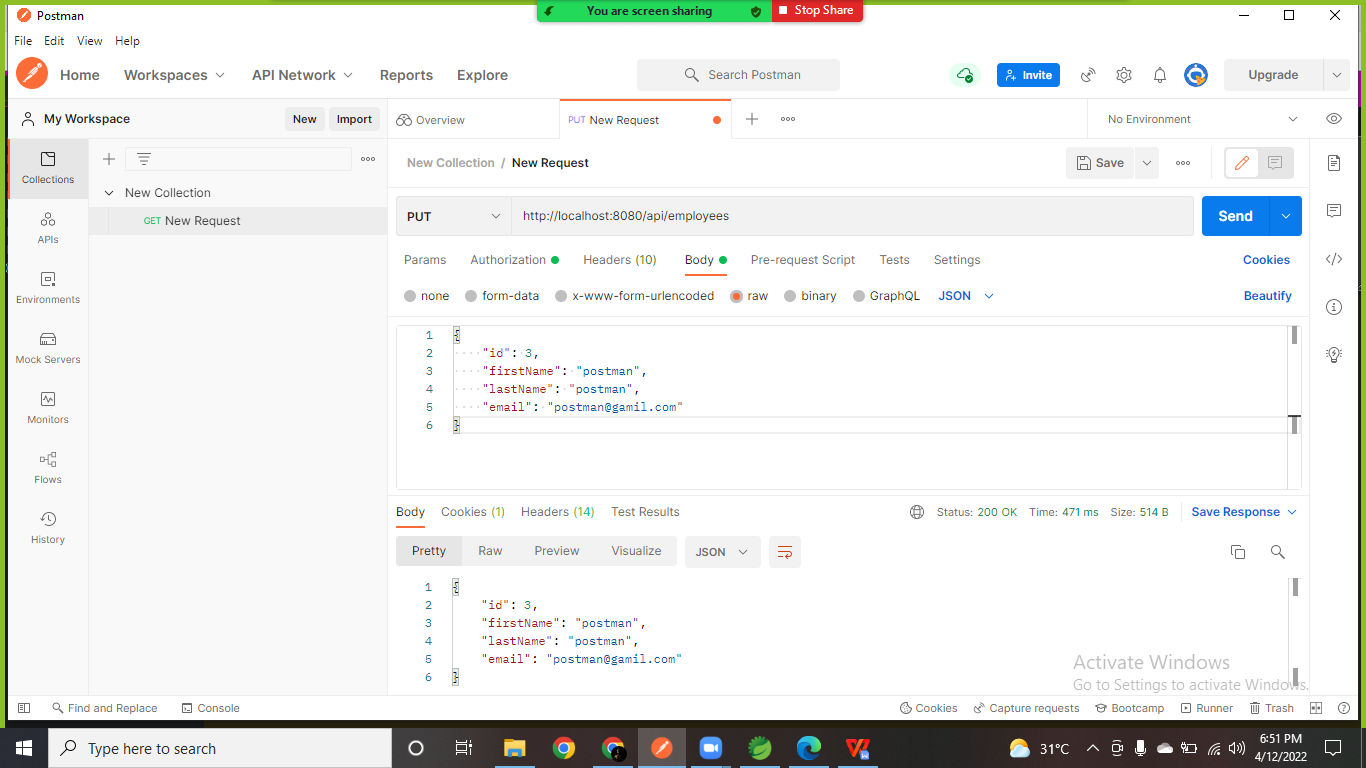 Postman
You are screen sharing
Stop Share
File Edit View Help
Home Workspaces API Network Reports Explore
Search Postman
Invite
Upgrade
My Workspace
New Import
Overview
PUT New Request
No Environment
Collections
APIs
Environments
Mock Servers
Monitors
Flows
History
New Collection
GET New Request
New Collection / New Request
Save
PUT
http://localhost:8080/api/employees
Send
Params Authorization Headers (10) Body Pre-request Script Tests Settings Cookies
none form-data x-www-form-urlencoded raw binary GraphQL JSON Beautify
1 {
2 "id": 3,
3 "firstName": "postman",
4 "lastName": "postman",
5 "email": "postman@gamil.com"
6 }
Body Cookies (1) Headers (14) Test Results
Status: 200 OK Time: 471 ms Size: 514 B Save Response
Pretty Raw Preview Visualize JSON
1 {
2 "id": 3,
3 "firstName": "postman",
4 "lastName": "postman",
5 "email": "postman@gamil.com"
6 }
Activate Windows
Go to Settings to activate Windows.
Find and Replace Console
Cookies Capture requests Bootcamp Runner Trash
Type here to search
31°C
6:51 PM
4/12/2022